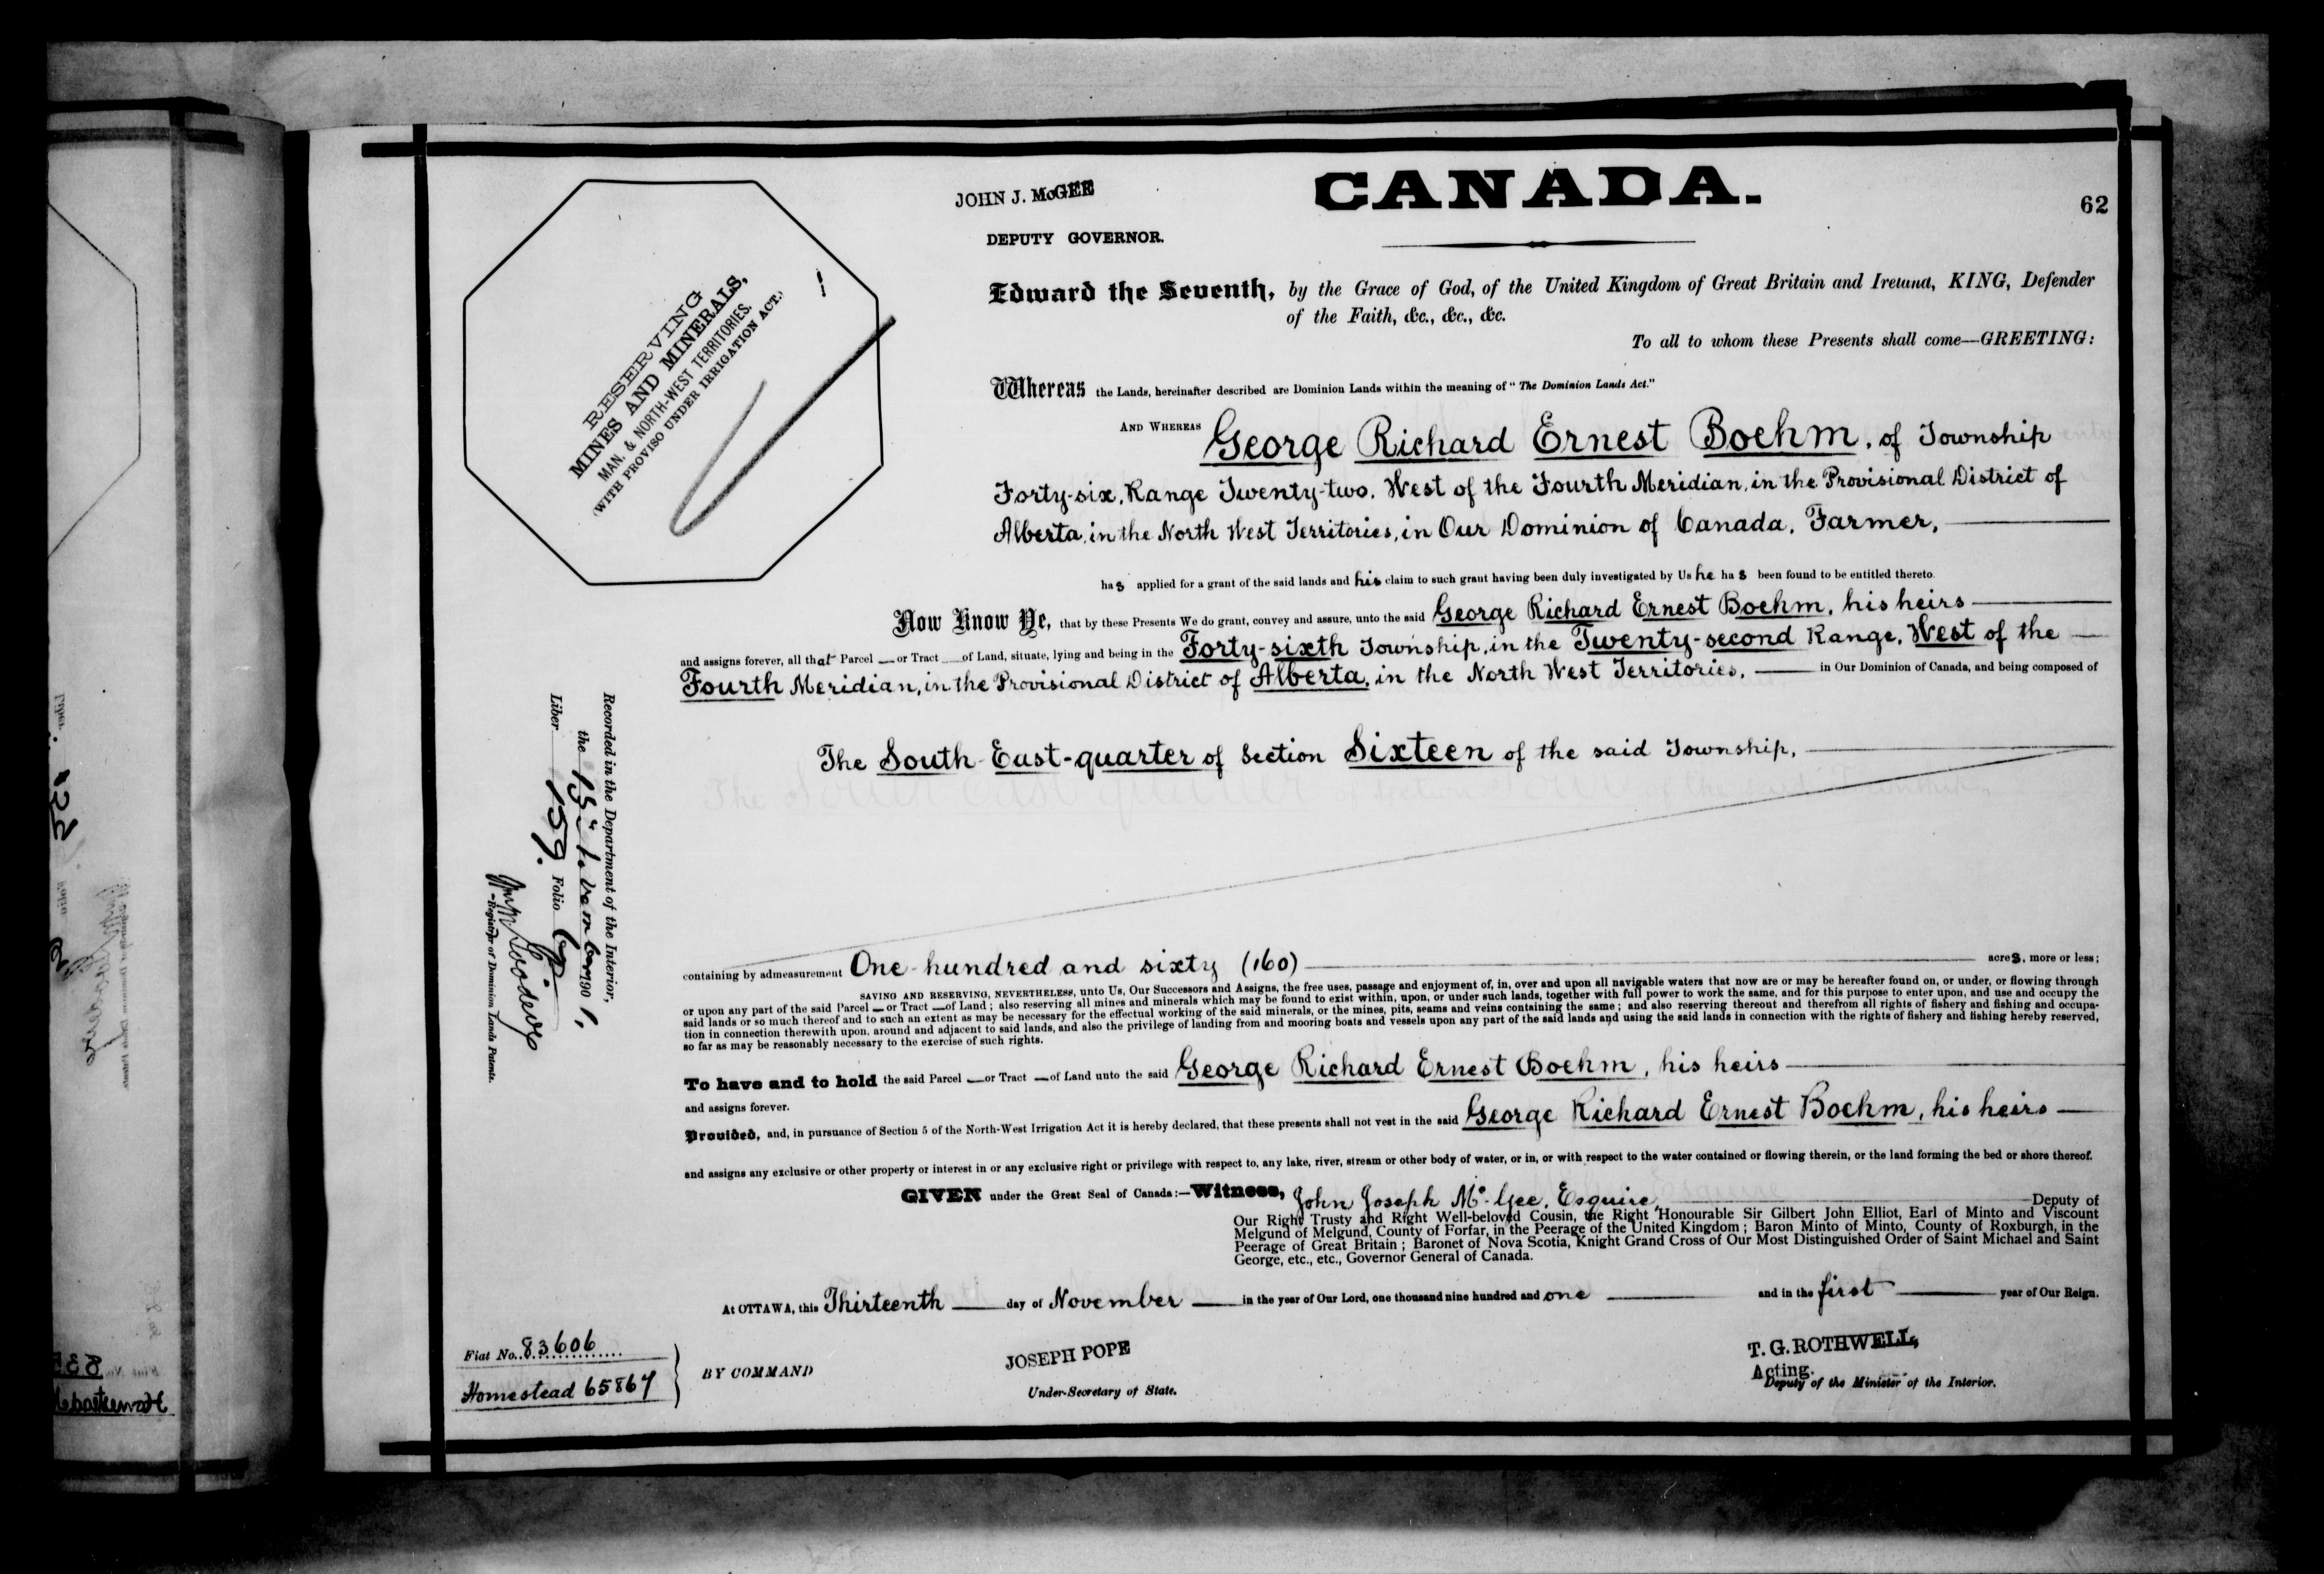 JOHN J. McGEE
DEPUTY GOVERNOR.
CANADA.
62
RESERVING
MINES AND MINERALS,
MAN. & NORTH-WEST TERRITORIES.
(WITH PROVISO UNDER IRRIGATION ACT.)
Edward the Seventh, by the Grace of God, of the United Kingdom of Great Britain and Ireland, KING, Defender
of the Faith, &c., &c., &c.
To all to whom these Presents shall come—GREETING:
Whereas the Lands, hereinafter described are Dominion Lands within the meaning of "The Dominion Lands Act."
AND WHEREAS George Richard Ernest Boehm, of Township
Forty-six, Range Twenty-two, West of the Fourth Meridian, in the Provisional District of
Alberta, in the North West Territories, in Our Dominion of Canada, Farmer,
has applied for a grant of the said lands and his claim to such grant having been duly investigated by Us he has been found to be entitled thereto.
Now Know Ye, that by these Presents We do grant, convey and assure, unto the said George Richard Ernest Boehm, his heirs
and assigns forever, all that Parcel or Tract of Land, situate, lying and being in the Forty-sixth Township, in the Twenty-second Range, West of the
Fourth Meridian, in the Provisional District of Alberta, in the North West Territories, in Our Dominion of Canada, and being composed of
The South East-quarter of Section Sixteen of the said Township,
containing by admeasurement One hundred and sixty (160) acres, more or less;
SAVING AND RESERVING, NEVERTHELESS, unto Us, Our Successors and Assigns, the free uses, passage and enjoyment of, in, over and upon all navigable waters that now are or may be hereafter found on, or under, or flowing through
or upon any part of the said Parcel or Tract of Land; also reserving all mines and minerals which may be found to exist within, upon, or under such lands, together with full power to work the same, and for this purpose to enter upon, and use and occupy the
said lands or so much thereof and to such an extent as may be necessary for the effectual working of the said minerals, or the mines, pits, seams and veins containing the same; and also reserving thereout and therefrom all rights of fishery and fishing and occupa-
tion in connection therewith upon, around and adjacent to said lands, and also the privilege of landing from and mooring boats and vessels upon any part of the said lands and using the said lands in connection with the rights of fishery and fishing hereby reserved,
so far as may be reasonably necessary to the exercise of such rights.
To have and to hold the said Parcel or Tract of Land unto the said George Richard Ernest Boehm, his heirs
and assigns forever.
Provided, and, in pursuance of Section 5 of the North-West Irrigation Act it is hereby declared, that these presents shall not vest in the said George Richard Ernest Boehm, his heirs
and assigns any exclusive or other property or interest in or any exclusive right or privilege with respect to, any lake, river, stream or other body of water, or in, or with respect to the water contained or flowing therein, or the land forming the bed or shore thereof.
GIVEN under the Great Seal of Canada:—Witness, John Joseph McGee, Esquire, Deputy of
Our Right Trusty and Right Well-beloved Cousin, the Right Honourable Sir Gilbert John Elliot, Earl of Minto and Viscount
Melgund of Melgund, County of Forfar, in the Peerage of the United Kingdom; Baron Minto of Minto, County of Roxburgh, in the
Peerage of Great Britain; Baronet of Nova Scotia, Knight Grand Cross of Our Most Distinguished Order of Saint Michael and Saint
George, etc., etc., Governor General of Canada.
At OTTAWA, this Thirteenth day of November in the year of Our Lord, one thousand nine hundred and one and in the first year of Our Reign.
Fiat No. 83606
Homestead 65867
BY COMMAND
JOSEPH POPE
Under-Secretary of State.
T. G. ROTHWELL,
Acting.
Deputy of the Minister of the Interior.
Recorded in the Department of the Interior,
the 1901,
Liber 159. Folio
Registrar of Dominion Lands Patents.